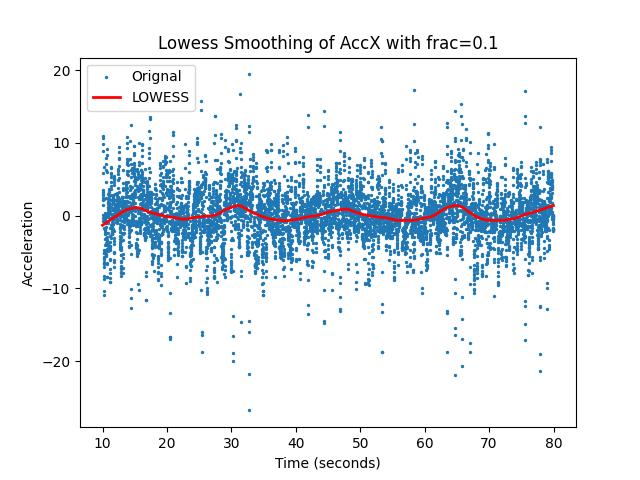 Lowess Smoothing of AccX with frac=0.1
Orignal
LOWESS
Acceleration
20
10
0
−10
−20
10 20 30 40 50 60 70 80
Time (seconds)